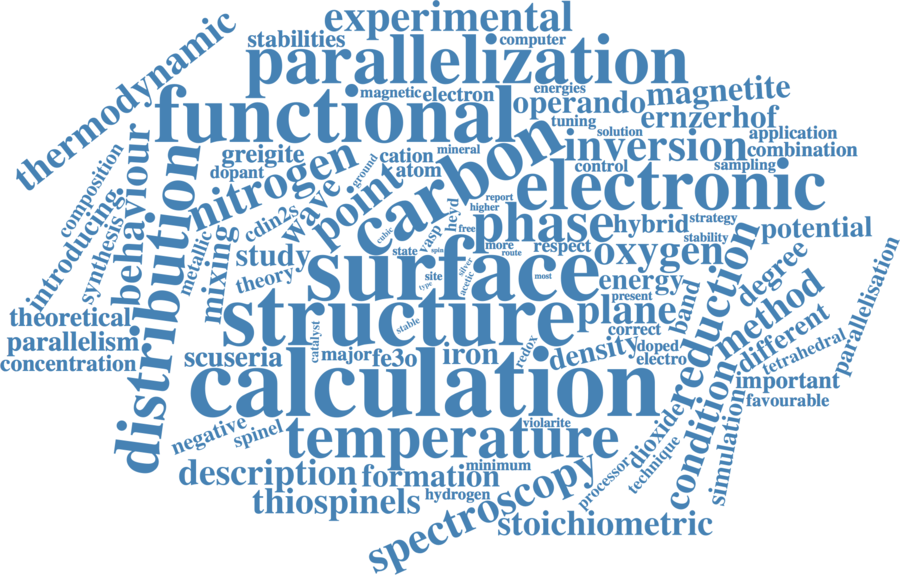 experimental
stabilities
computer
thermodynamic
parallelization
magnetic
electron
energies
operando
magnetite
functional
tuning
ernzerhof
solution
application
inversion
combination
greigite
cation
mineral
dopant
nitrogen
ground
atom
carbon
control
sampling
electronic
composition
behaviour
distribution
cdin2s
wave
point
report
higher
heyd
phase
hybrid
strategy
potential
introducing
synthesis
metallic
mixing
study
cubic
state
vasp
free
spin
more
route
respect
oxygen
stability
reduction
degree
parallelisation
theory
surface
site
type
silver
acetic
most
energy
present
band
method
theoretical
parallelism
structure
stable
plane
correct
different
concentration
scuseria
catalyst
major
fe3o
iron
redox
density
doped
electro
tetrahedral
important
favourable
calculation
condition
simulation
negative
spinel
temperature
violarite
dioxide
description
formation
minimum
processor
technique
thiospinels
hydrogen
spectroscopy
stoichiometric